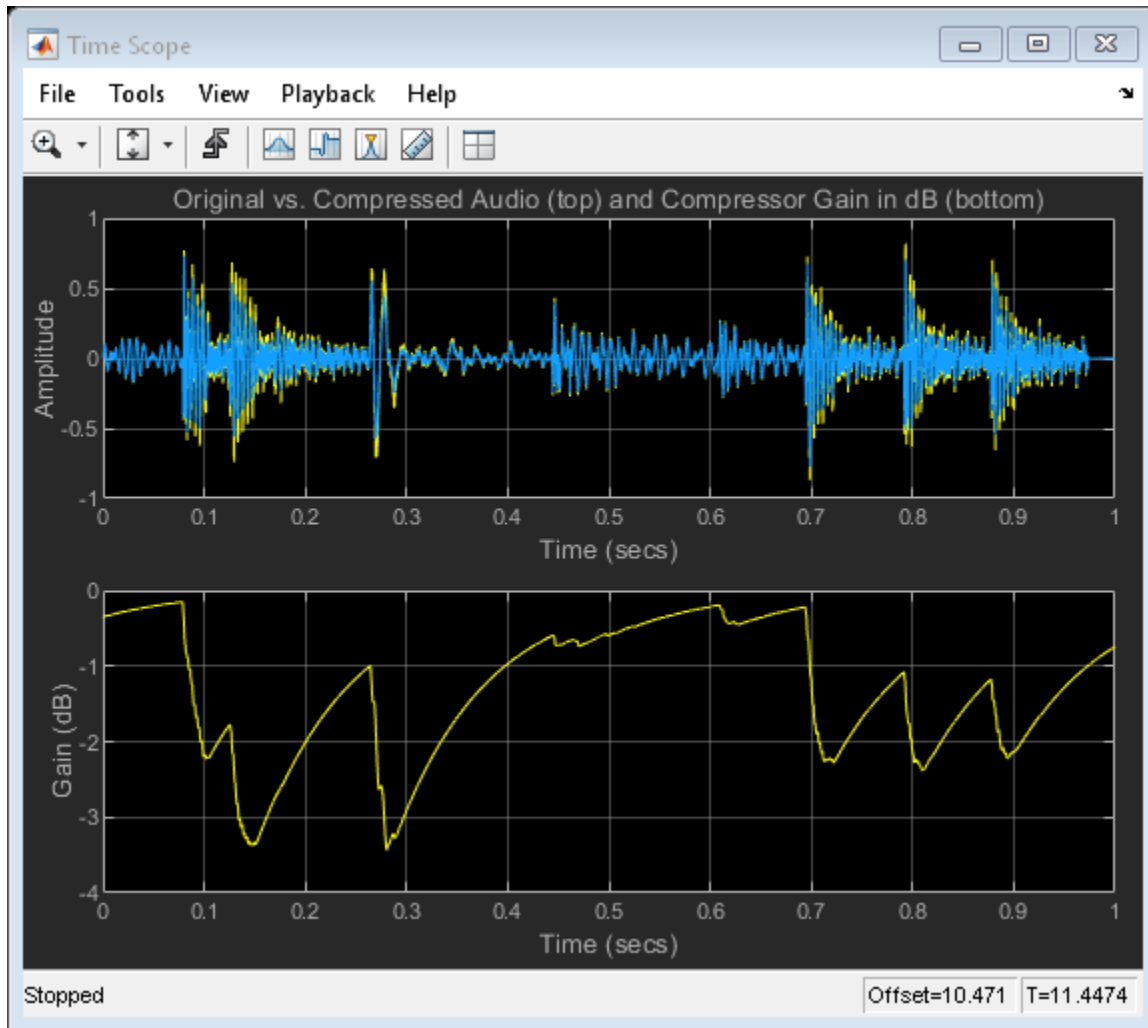 Time Scope
File Tools View Playback Help
Original vs. Compressed Audio (top) and Compressor Gain in dB (bottom)
1
0.5
0
-0.5
-1
Amplitude
0 0.1 0.2 0.3 0.4 0.5 0.6 0.7 0.8 0.9 1
Time (secs)
0
-1
-2
-3
-4
Gain (dB)
0 0.1 0.2 0.3 0.4 0.5 0.6 0.7 0.8 0.9 1
Time (secs)
Stopped Offset=10.471 T=11.4474